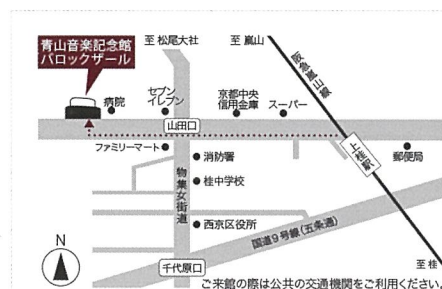 青山音楽記念館
バロックザール
至 松尾大社
至 嵐山
阪急嵐山線
病院
セブン
イレブン
京都中央
信用金庫
スーパー
山田口
ファミリーマート
消防署
上桂駅
郵便局
物集女街道
桂中学校
西京区役所
国道9号線(五条通)
N
千代原口
至 桂
ご来館の際は公共の交通機関をご利用ください。